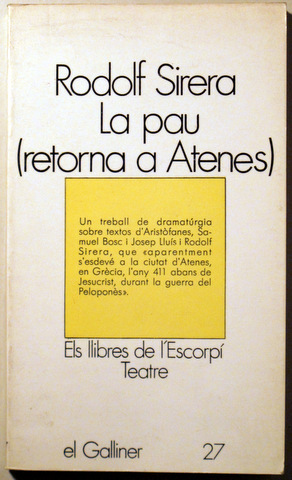 Rodolf Sirera
La pau
(retorna a Atenes)
Un treball de dramatúrgia
sobre textos d'Aristòfanes, Sa-
muel Bosc i Josep Lluís i Rodolf
Sirera, que «aparentment
s'esdevé a la ciutat d'Atenes,
en Grècia, l'any 411 abans de
Jesucrist, durant la guerra del
Peloponès».
Els llibres de l'Escorpí
Teatre
el Galliner 27